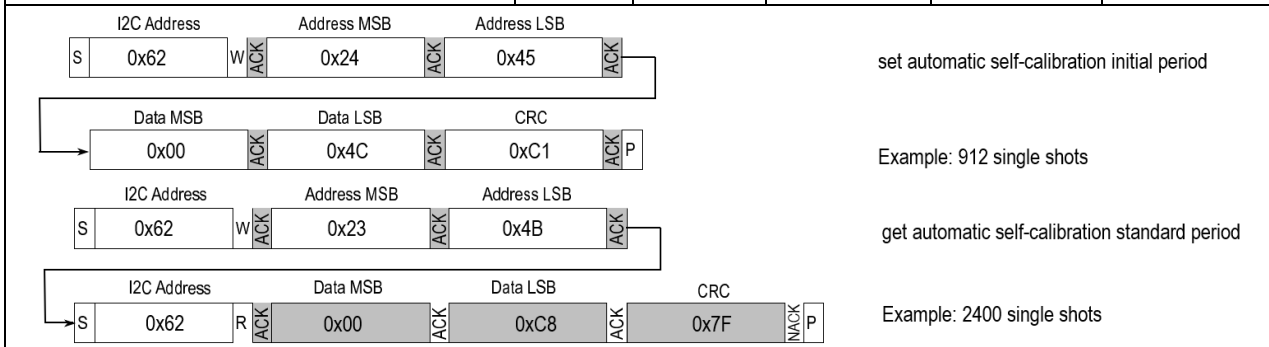 I2C Address Address MSB Address LSB
S 0x62 W ACK 0x24 ACK 0x45 ACK set automatic self-calibration initial period
Data MSB Data LSB CRC
0x00 ACK 0x4C ACK 0xC1 ACK P Example: 912 single shots
I2C Address Address MSB Address LSB
S 0x62 W ACK 0x23 ACK 0x4B ACK get automatic self-calibration standard period
I2C Address Data MSB Data LSB CRC
S 0x62 R ACK 0x00 ACK 0xC8 ACK 0x7F NACK P Example: 2400 single shots